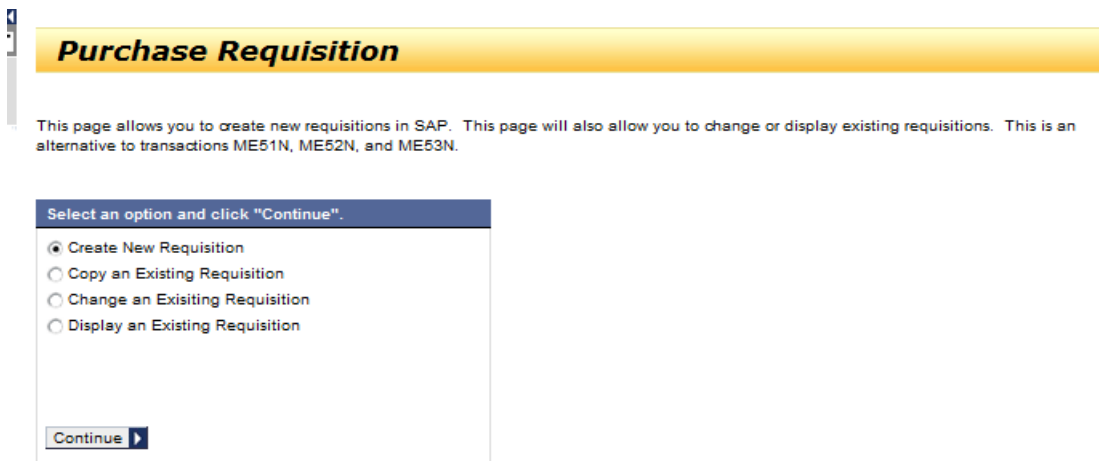 Purchase Requisition
This page allows you to create new requisitions in SAP. This page will also allow you to change or display existing requisitions. This is an
alternative to transactions ME51N, ME52N, and ME53N.
Select an option and click "Continue".
Create New Requisition
Copy an Existing Requisition
Change an Exisiting Requisition
Display an Existing Requisition
Continue